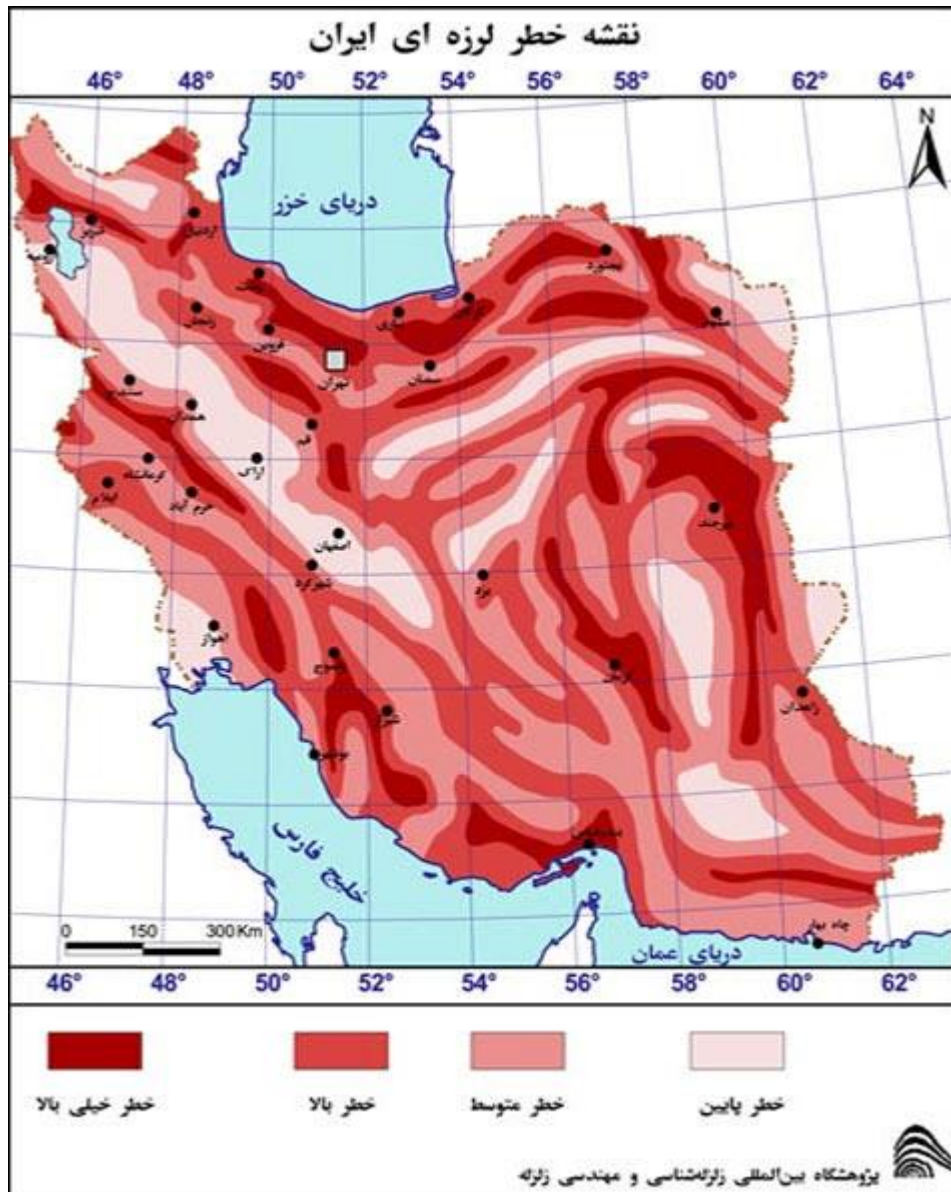 نقشه خطر لرزه ای ایران
46° 48° 50° 52° 54° 56° 58° 60° 62° 64°
N
دریای خزر
اردبیل
تبریز
ارومیه
بجنورد
رشت
گرگان
ساری
مشهد
زنجان
قزوین
تهران
سمنان
سنندج
همدان
قم
کرمانشاه
اراک
ایلام
خرم آباد
بیرجند
اصفهان
شهرکرد
یزد
اهواز
یاسوج
کرمان
زاهدان
شیراز
بوشهر
بندرعباس
خلیج فارس
چاه بهار
دریای عمان
0 150 300 Km
46° 48° 50° 52° 54° 56° 58° 60° 62°
خطر پایین
خطر متوسط
خطر بالا
خطر خیلی بالا
پژوهشگاه بین‌المللی زلزله‌شناسی و مهندسی زلزله